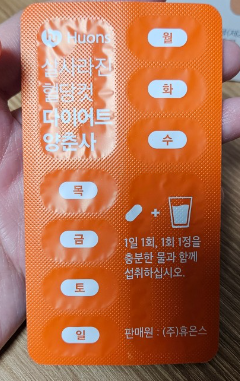 Huons
살사라진
힐타컷
다이어트
양춘사
월
화
수
목
금
토
일
+
1일 1회, 1회 1정을
충분한 물과 함께
섭취하십시오.
판매원 : (주)휴온스